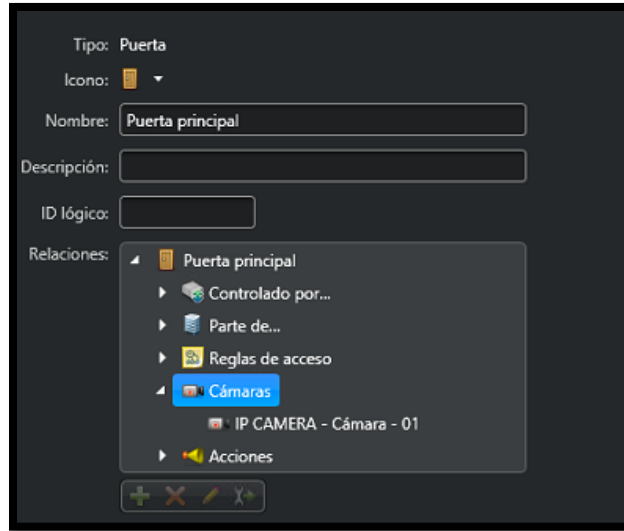 Tipo: Puerta
Icono:
Nombre: Puerta principal
Descripción:
ID lógico:
Relaciones: Puerta principal
Controlado por...
Parte de...
Reglas de acceso
Cámaras
IP CAMERA - Cámara - 01
Acciones